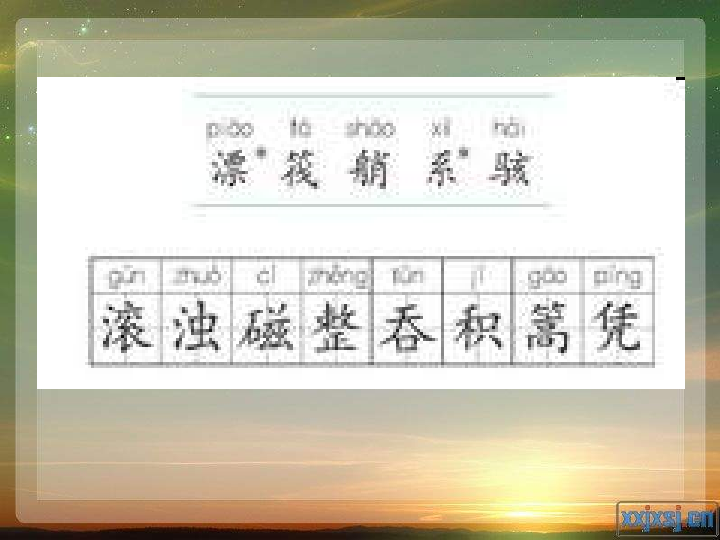 piāo fá shāo xì hài
漂* 筏 艄 系* 骇
gǔn zhuó cí zhěng tūn jī gāo píng
滚 浊 磁 整 吞 积 篙 凭
xxjxsj.cn